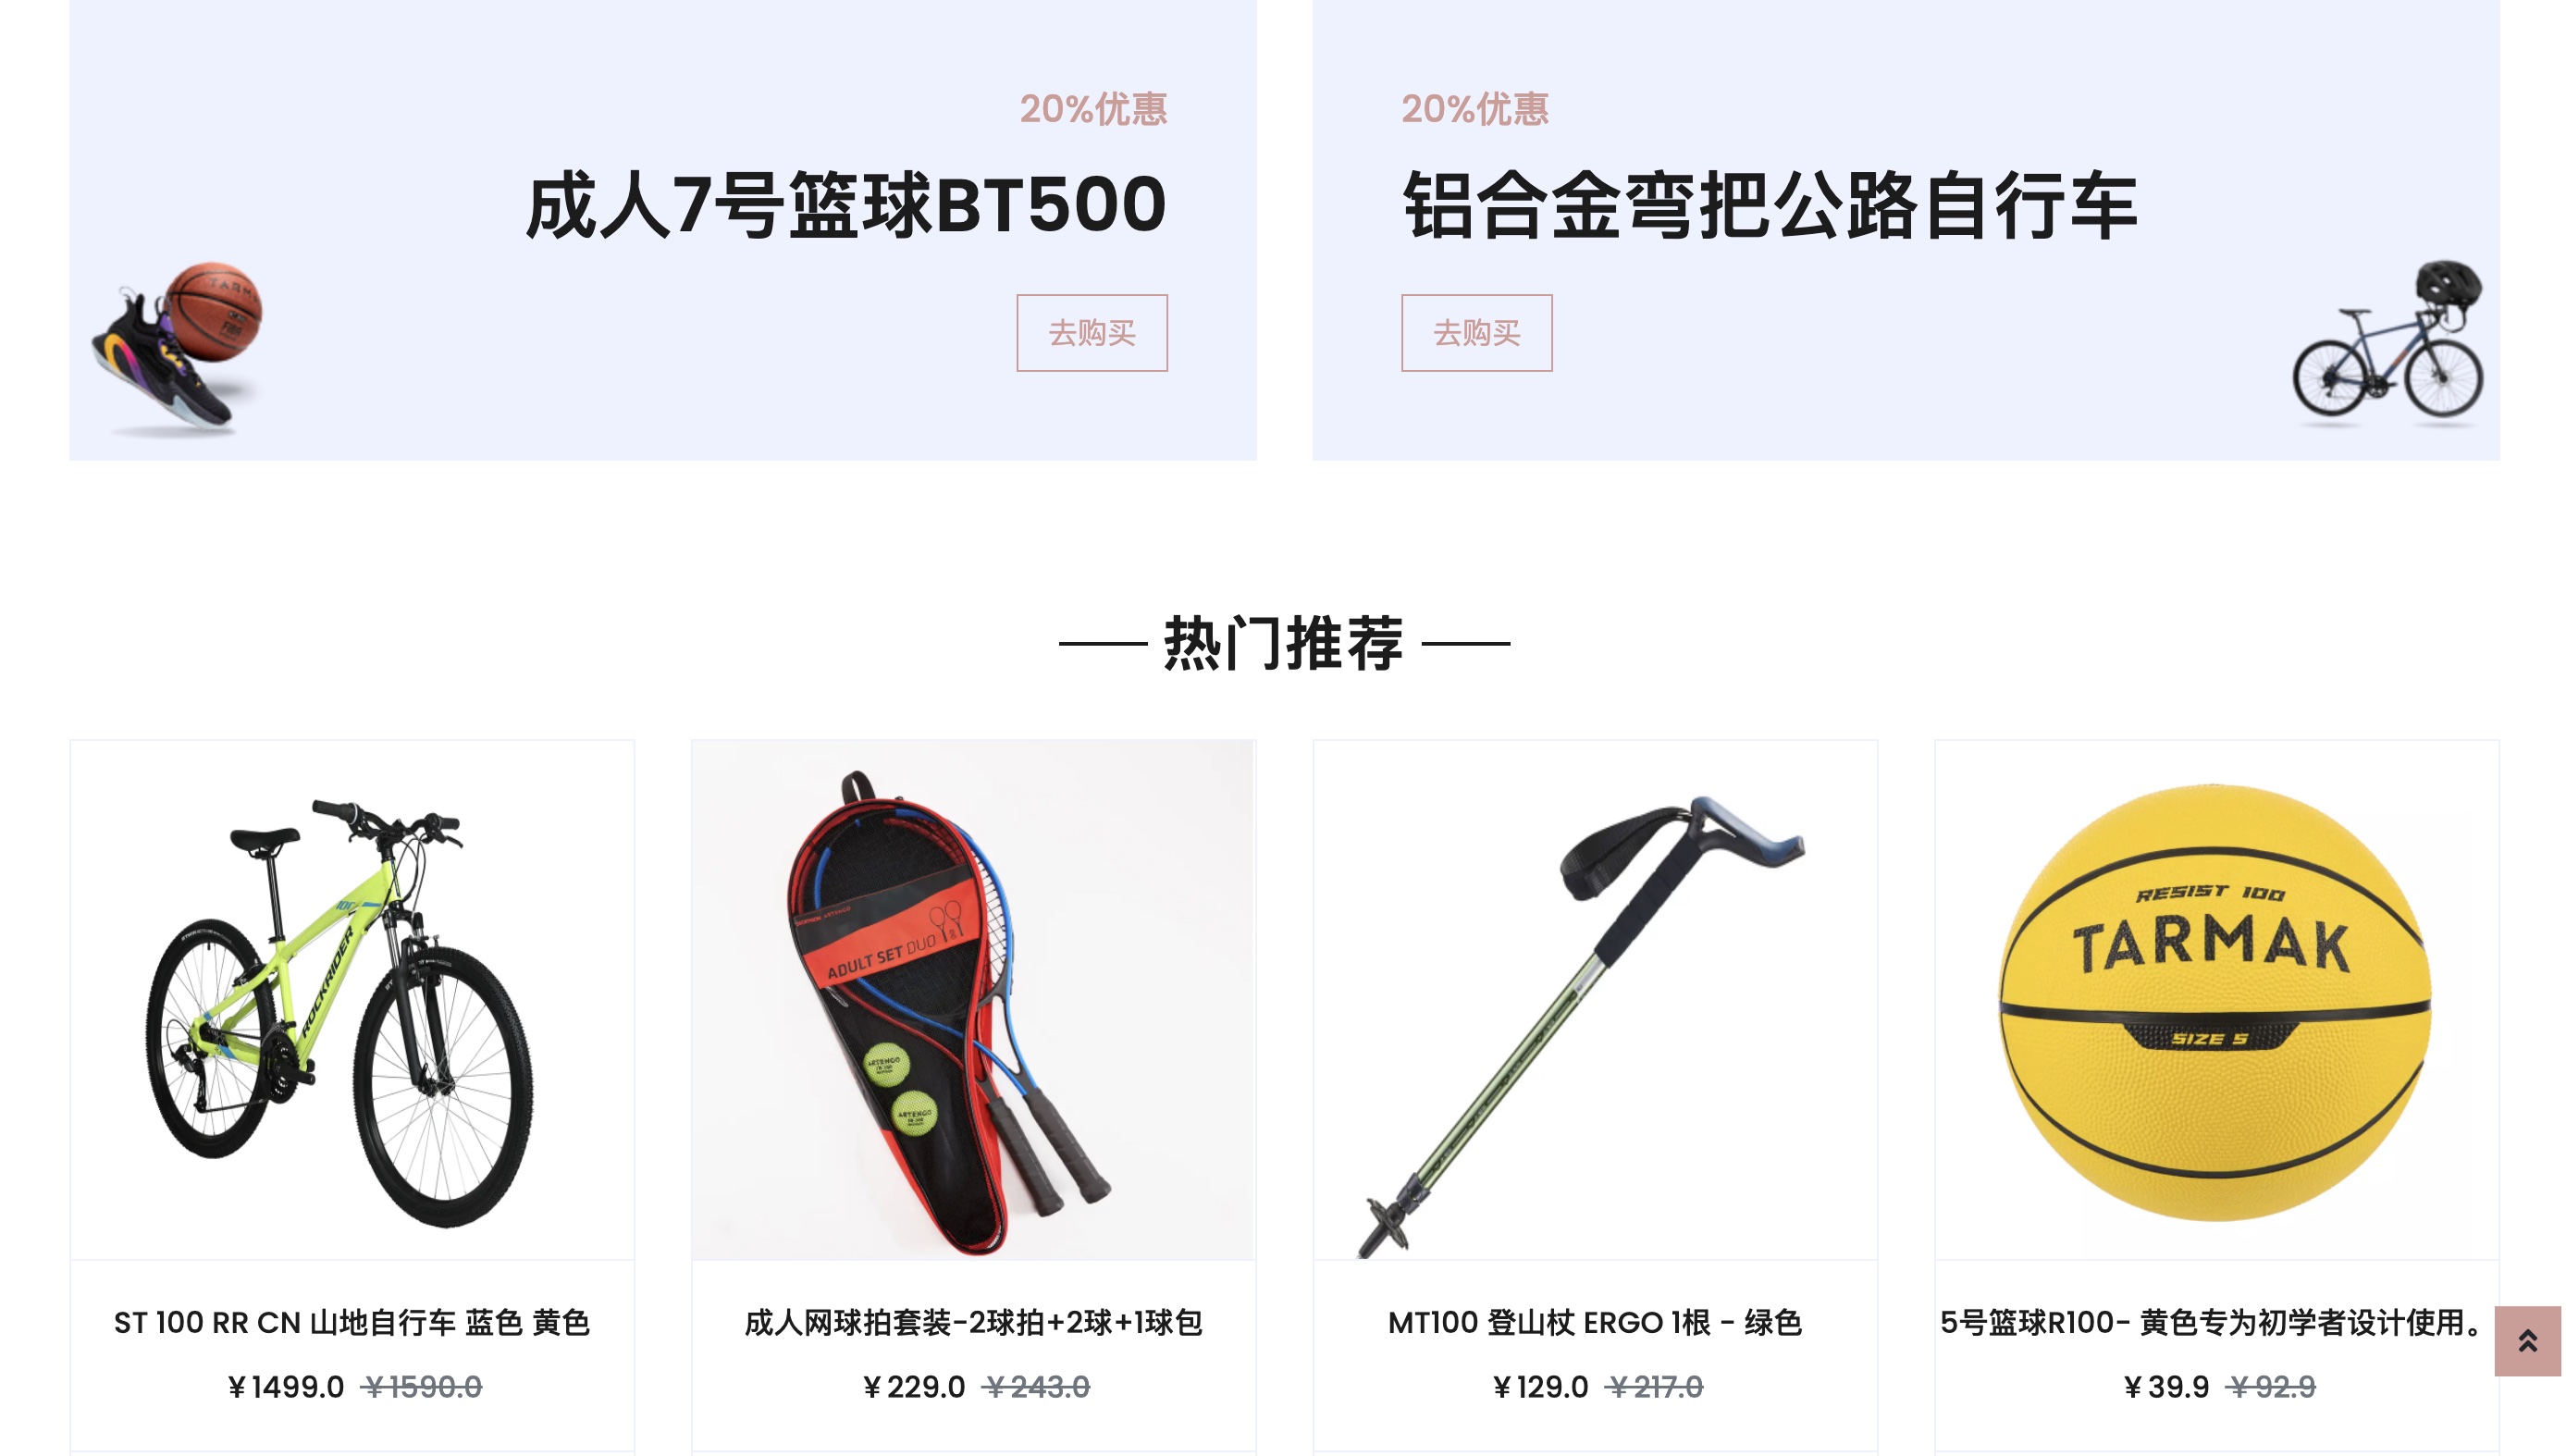 20%优惠
成人7号篮球BT500
去购买
20%优惠
铝合金弯把公路自行车
去购买
热门推荐
ROCKRIDER
100
ADULT SET DUO
ARTENGO
ARTENGO
RESIST 100
TARMAK
SIZE 5
ST 100 RR CN 山地自行车 蓝色 黄色
¥1499.0 ¥1590.0
成人网球拍套装-2球拍+2球+1球包
¥229.0 ¥243.0
MT100 登山杖 ERGO 1根 - 绿色
¥129.0 ¥217.0
5号篮球R100- 黄色专为初学者设计使用。
¥39.9 ¥92.9